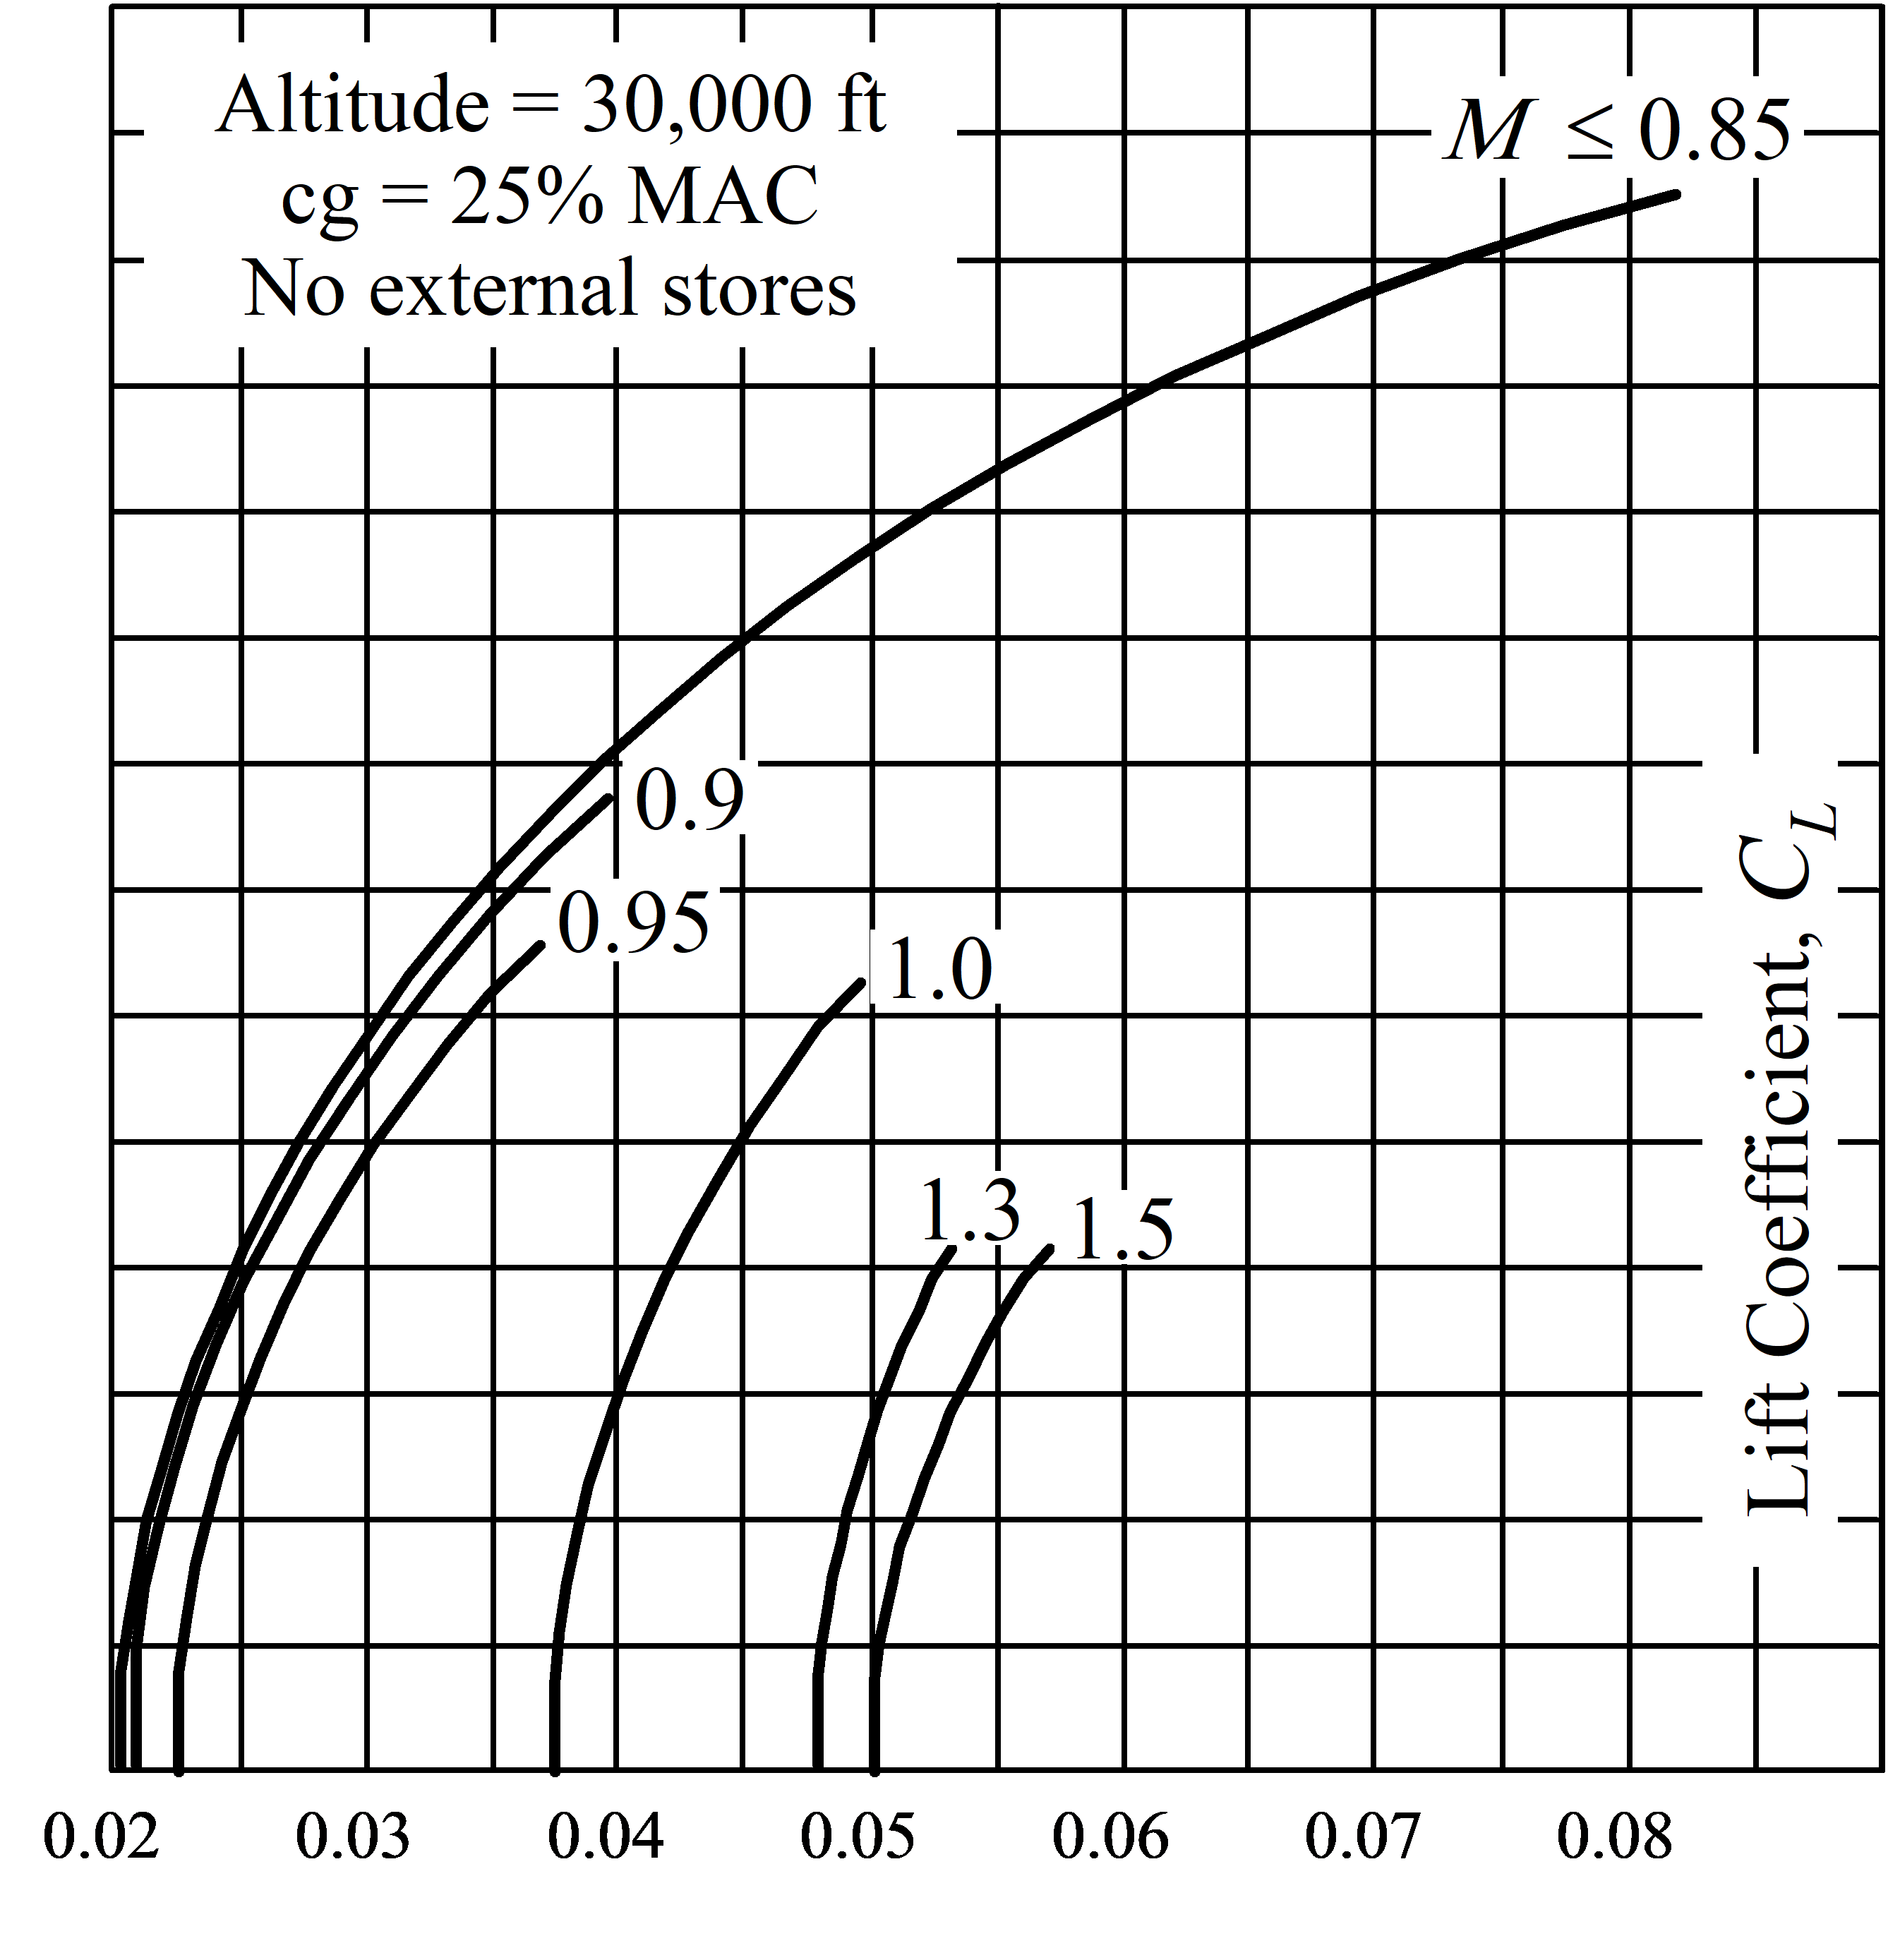 Altitude = 30,000 ft
cg = 25% MAC
No external stores
M ≤ 0.85
0.9
0.95
1.0
1.3
1.5
Lift Coefficient, C_L
0.02 0.03 0.04 0.05 0.06 0.07 0.08